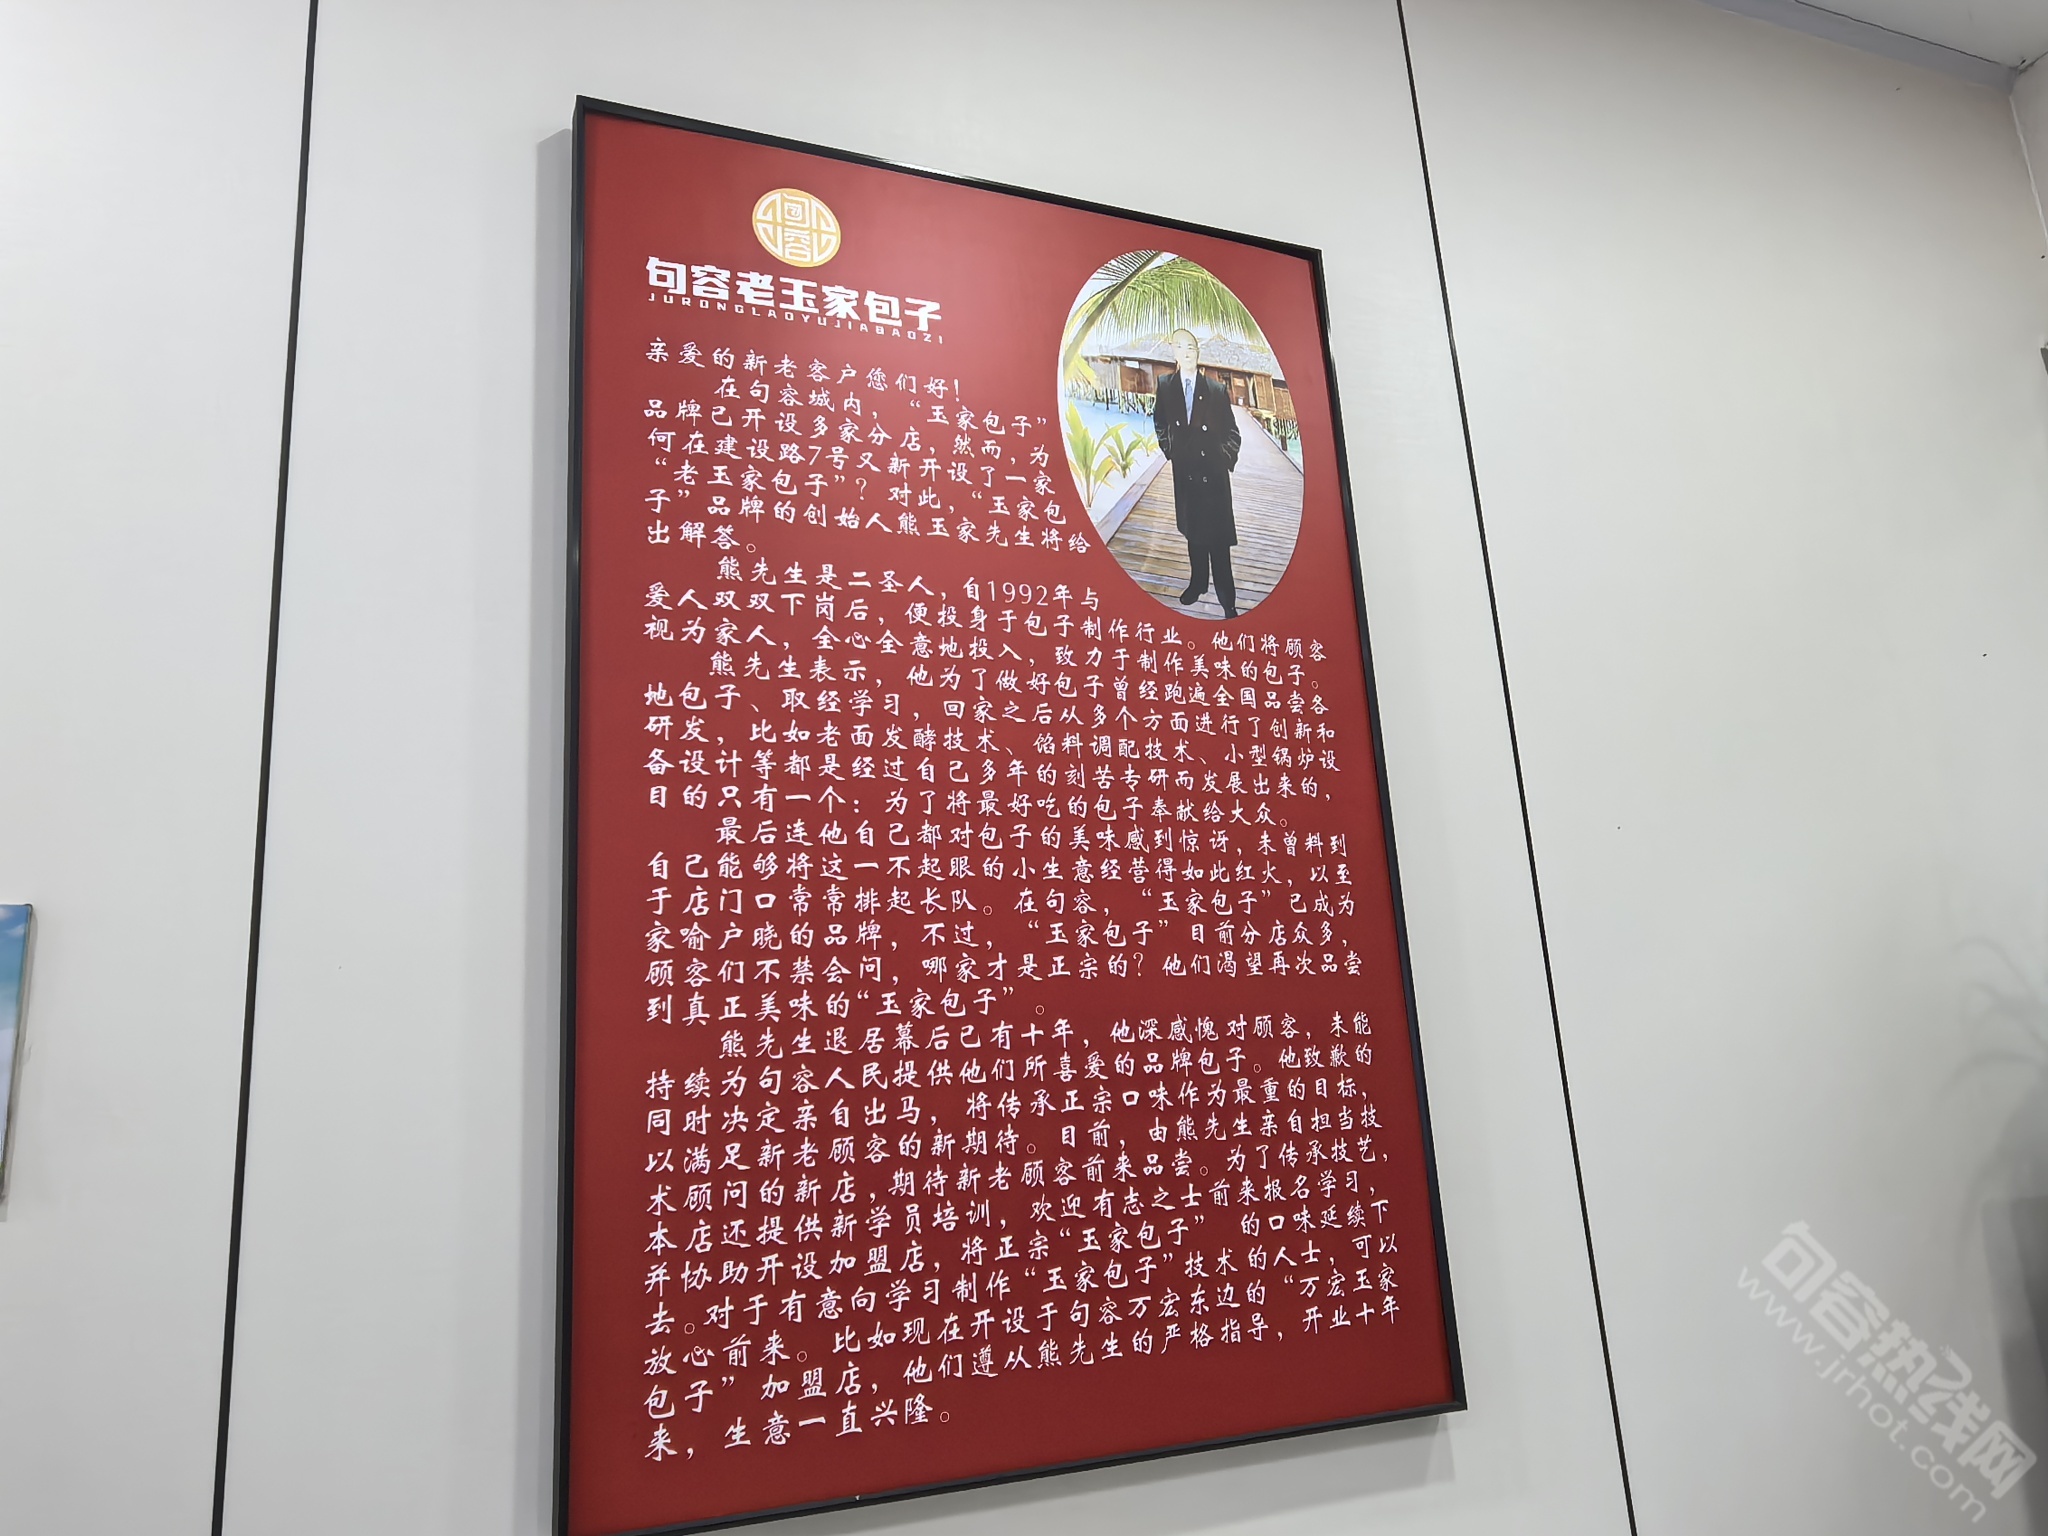 句容
句容老玉家包子
JURONGLAOYUJIABAOZI
亲爱的新老客户您们好！
在句容城内，“玉家包子”
品牌已开设多家分店，然而，为
何在建设路7号又新开设了一家
“老玉家包子”？对此，“玉家包
子”品牌的创始人熊玉家先生将给
出解答。
熊先生是二圣人，自1992年与
爱人双双下岗后，便投身于包子制作行业。他们将顾客
视为家人，全心全意地投入，致力于制作美味的包子。
熊先生表示，他为了做好包子曾经跑遍全国品尝各
地包子、取经学习，回家之后从多个方面进行了创新和
研发，比如老面发酵技术、馅料调配技术、小型锅炉设
备设计等都是经过自己多年的刻苦专研而发展出来的，
目的只有一个：为了将最好吃的包子奉献给大众。
最后连他自己都对包子的美味感到惊讶，未曾料到
自己能够将这一不起眼的小生意经营得如此红火，以至
于店门口常常排起长队。在句容，“玉家包子”已成为
家喻户晓的品牌，不过，“玉家包子”目前分店众多，
顾客们不禁会问，哪家才是正宗的？他们渴望再次品尝
到真正美味的“玉家包子”。
熊先生退居幕后已有十年，他深感愧对顾客，未能
持续为句容人民提供他们所喜爱的品牌包子。他致歉的
同时决定亲自出马，将传承正宗口味作为最重的目标，
以满足新老顾客的新期待。目前，由熊先生亲自担当技
术顾问的新店，期待新老顾客前来品尝。为了传承技艺，
本店还提供新学员培训，欢迎有志之士前来报名学习，
并协助开设加盟店，将正宗“玉家包子”的口味延续下
去。对于有意向学习制作“玉家包子”技术的人士，可以
放心前来。比如现在开设于句容万宏东边的“万宏玉家
包子”加盟店，他们遵从熊先生的严格指导，开业十年
来，生意一直兴隆。
句容热线网
www.jrhot.com